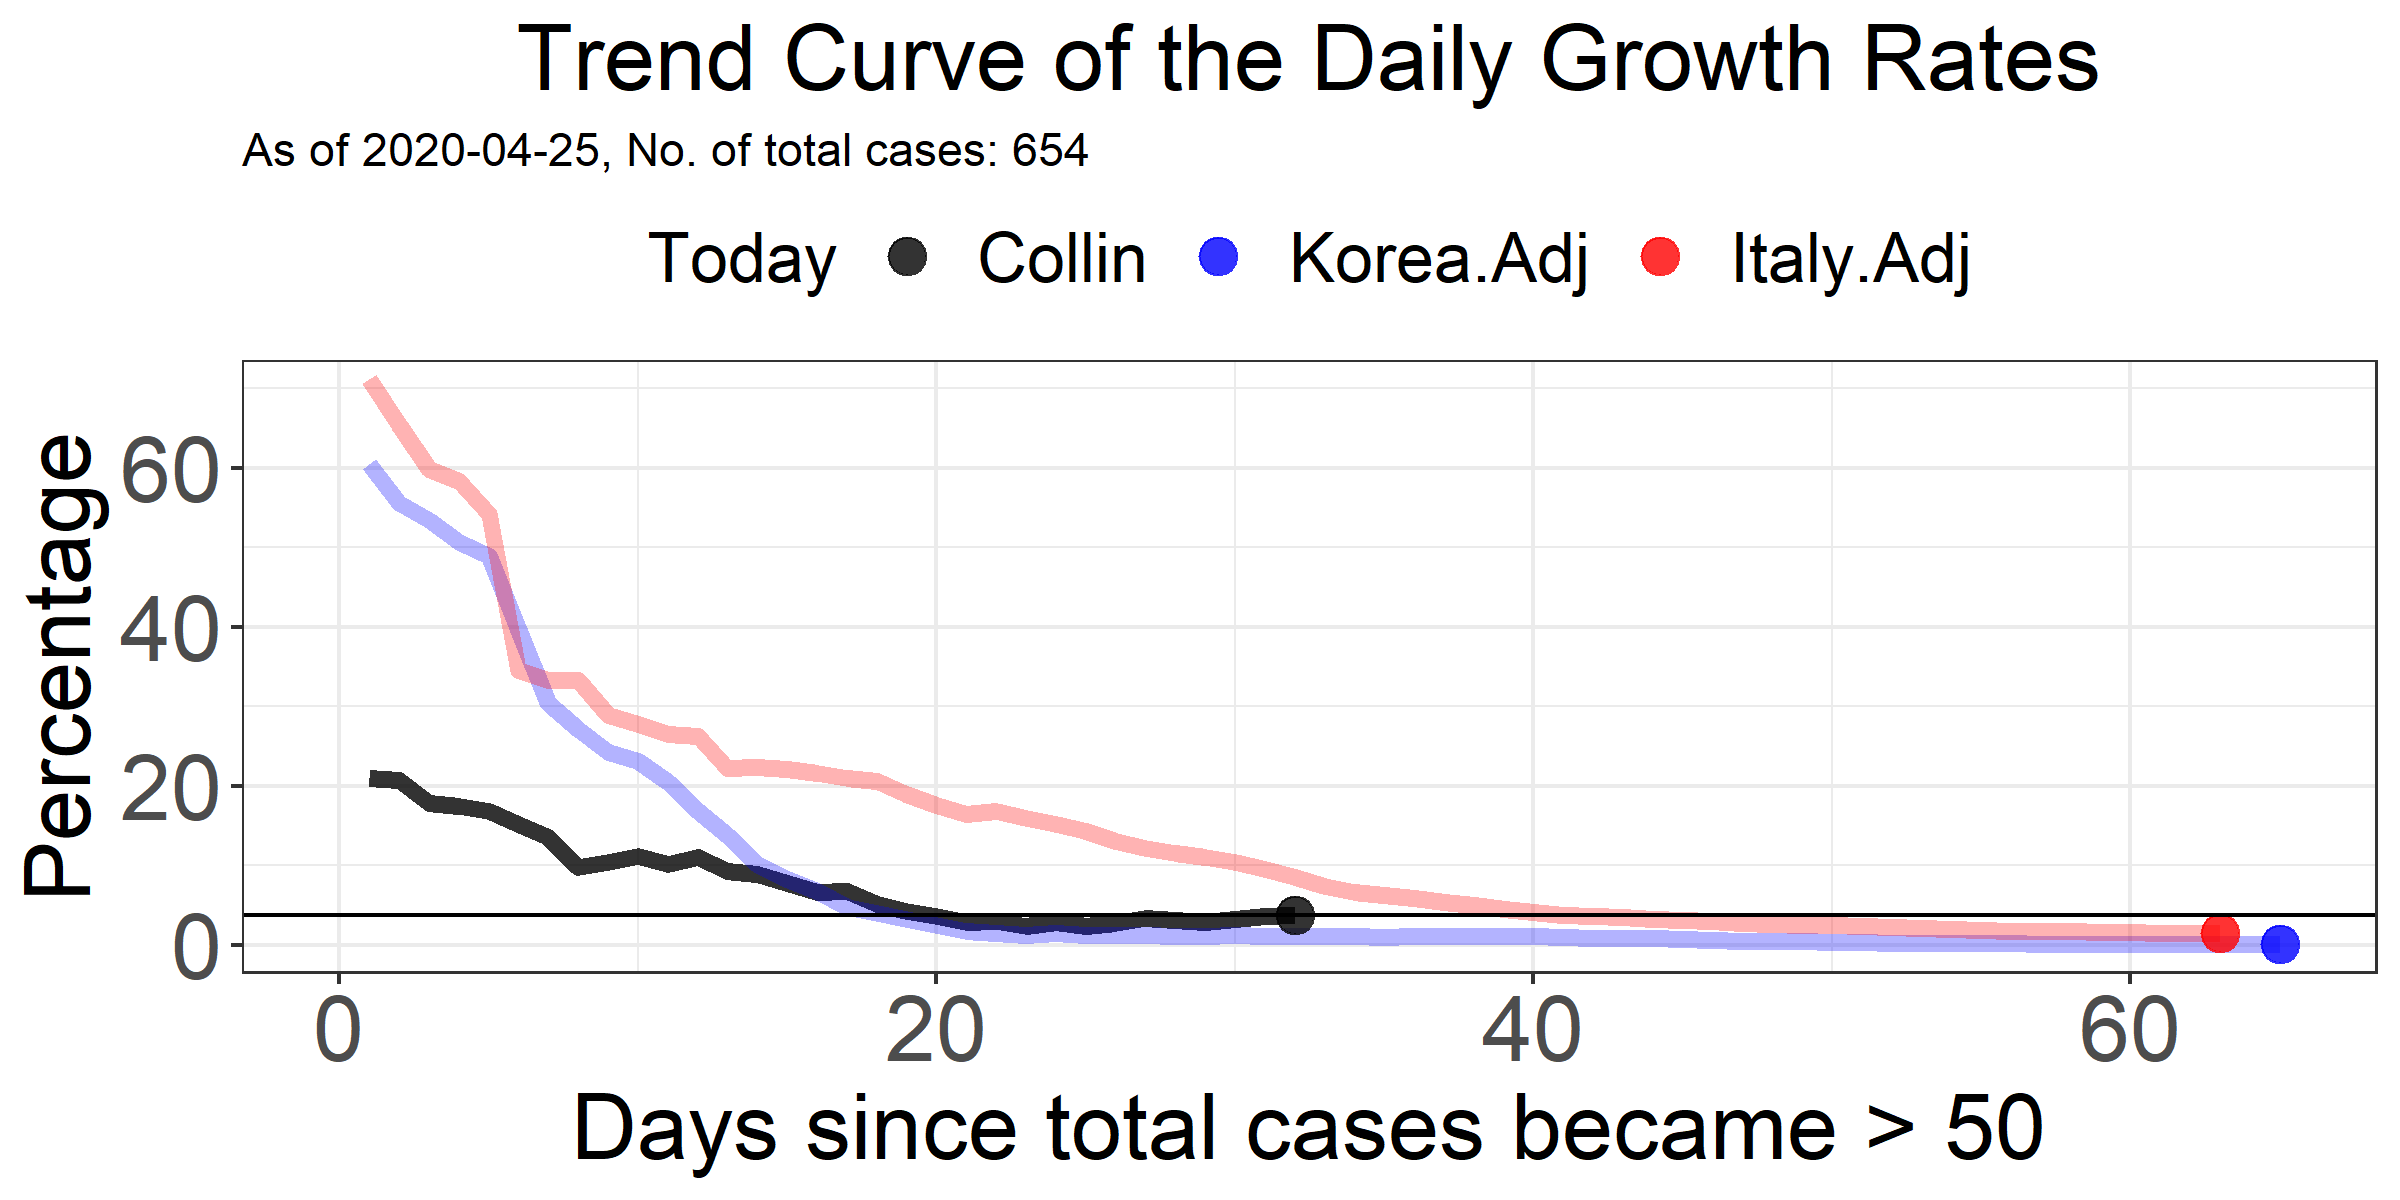 Trend Curve of the Daily Growth Rates
As of 2020-04-25, No. of total cases: 654
Today Collin Korea.Adj Italy.Adj
Percentage
60
40
20
0
0 20 40 60
Days since total cases became > 50